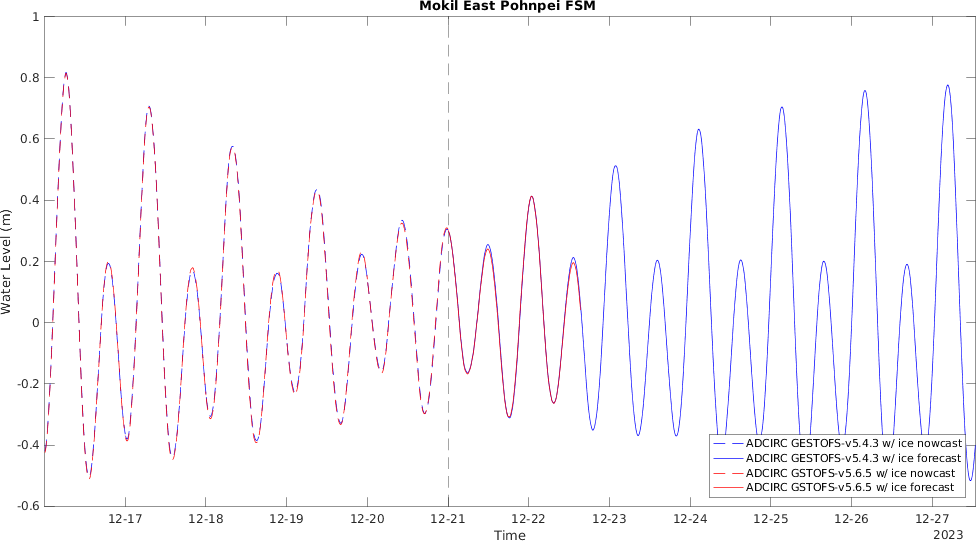 Mokil East Pohnpei FSM
1
0.8
0.6
0.4
0.2
0
-0.2
-0.4
-0.6
Water Level (m)
ADCIRC GESTOFS-v5.4.3 w/ ice nowcast
ADCIRC GESTOFS-v5.4.3 w/ ice forecast
ADCIRC GSTOFS-v5.6.5 w/ ice nowcast
ADCIRC GSTOFS-v5.6.5 w/ ice forecast
12-17 12-18 12-19 12-20 12-21 12-22 12-23 12-24 12-25 12-26 12-27
Time
2023